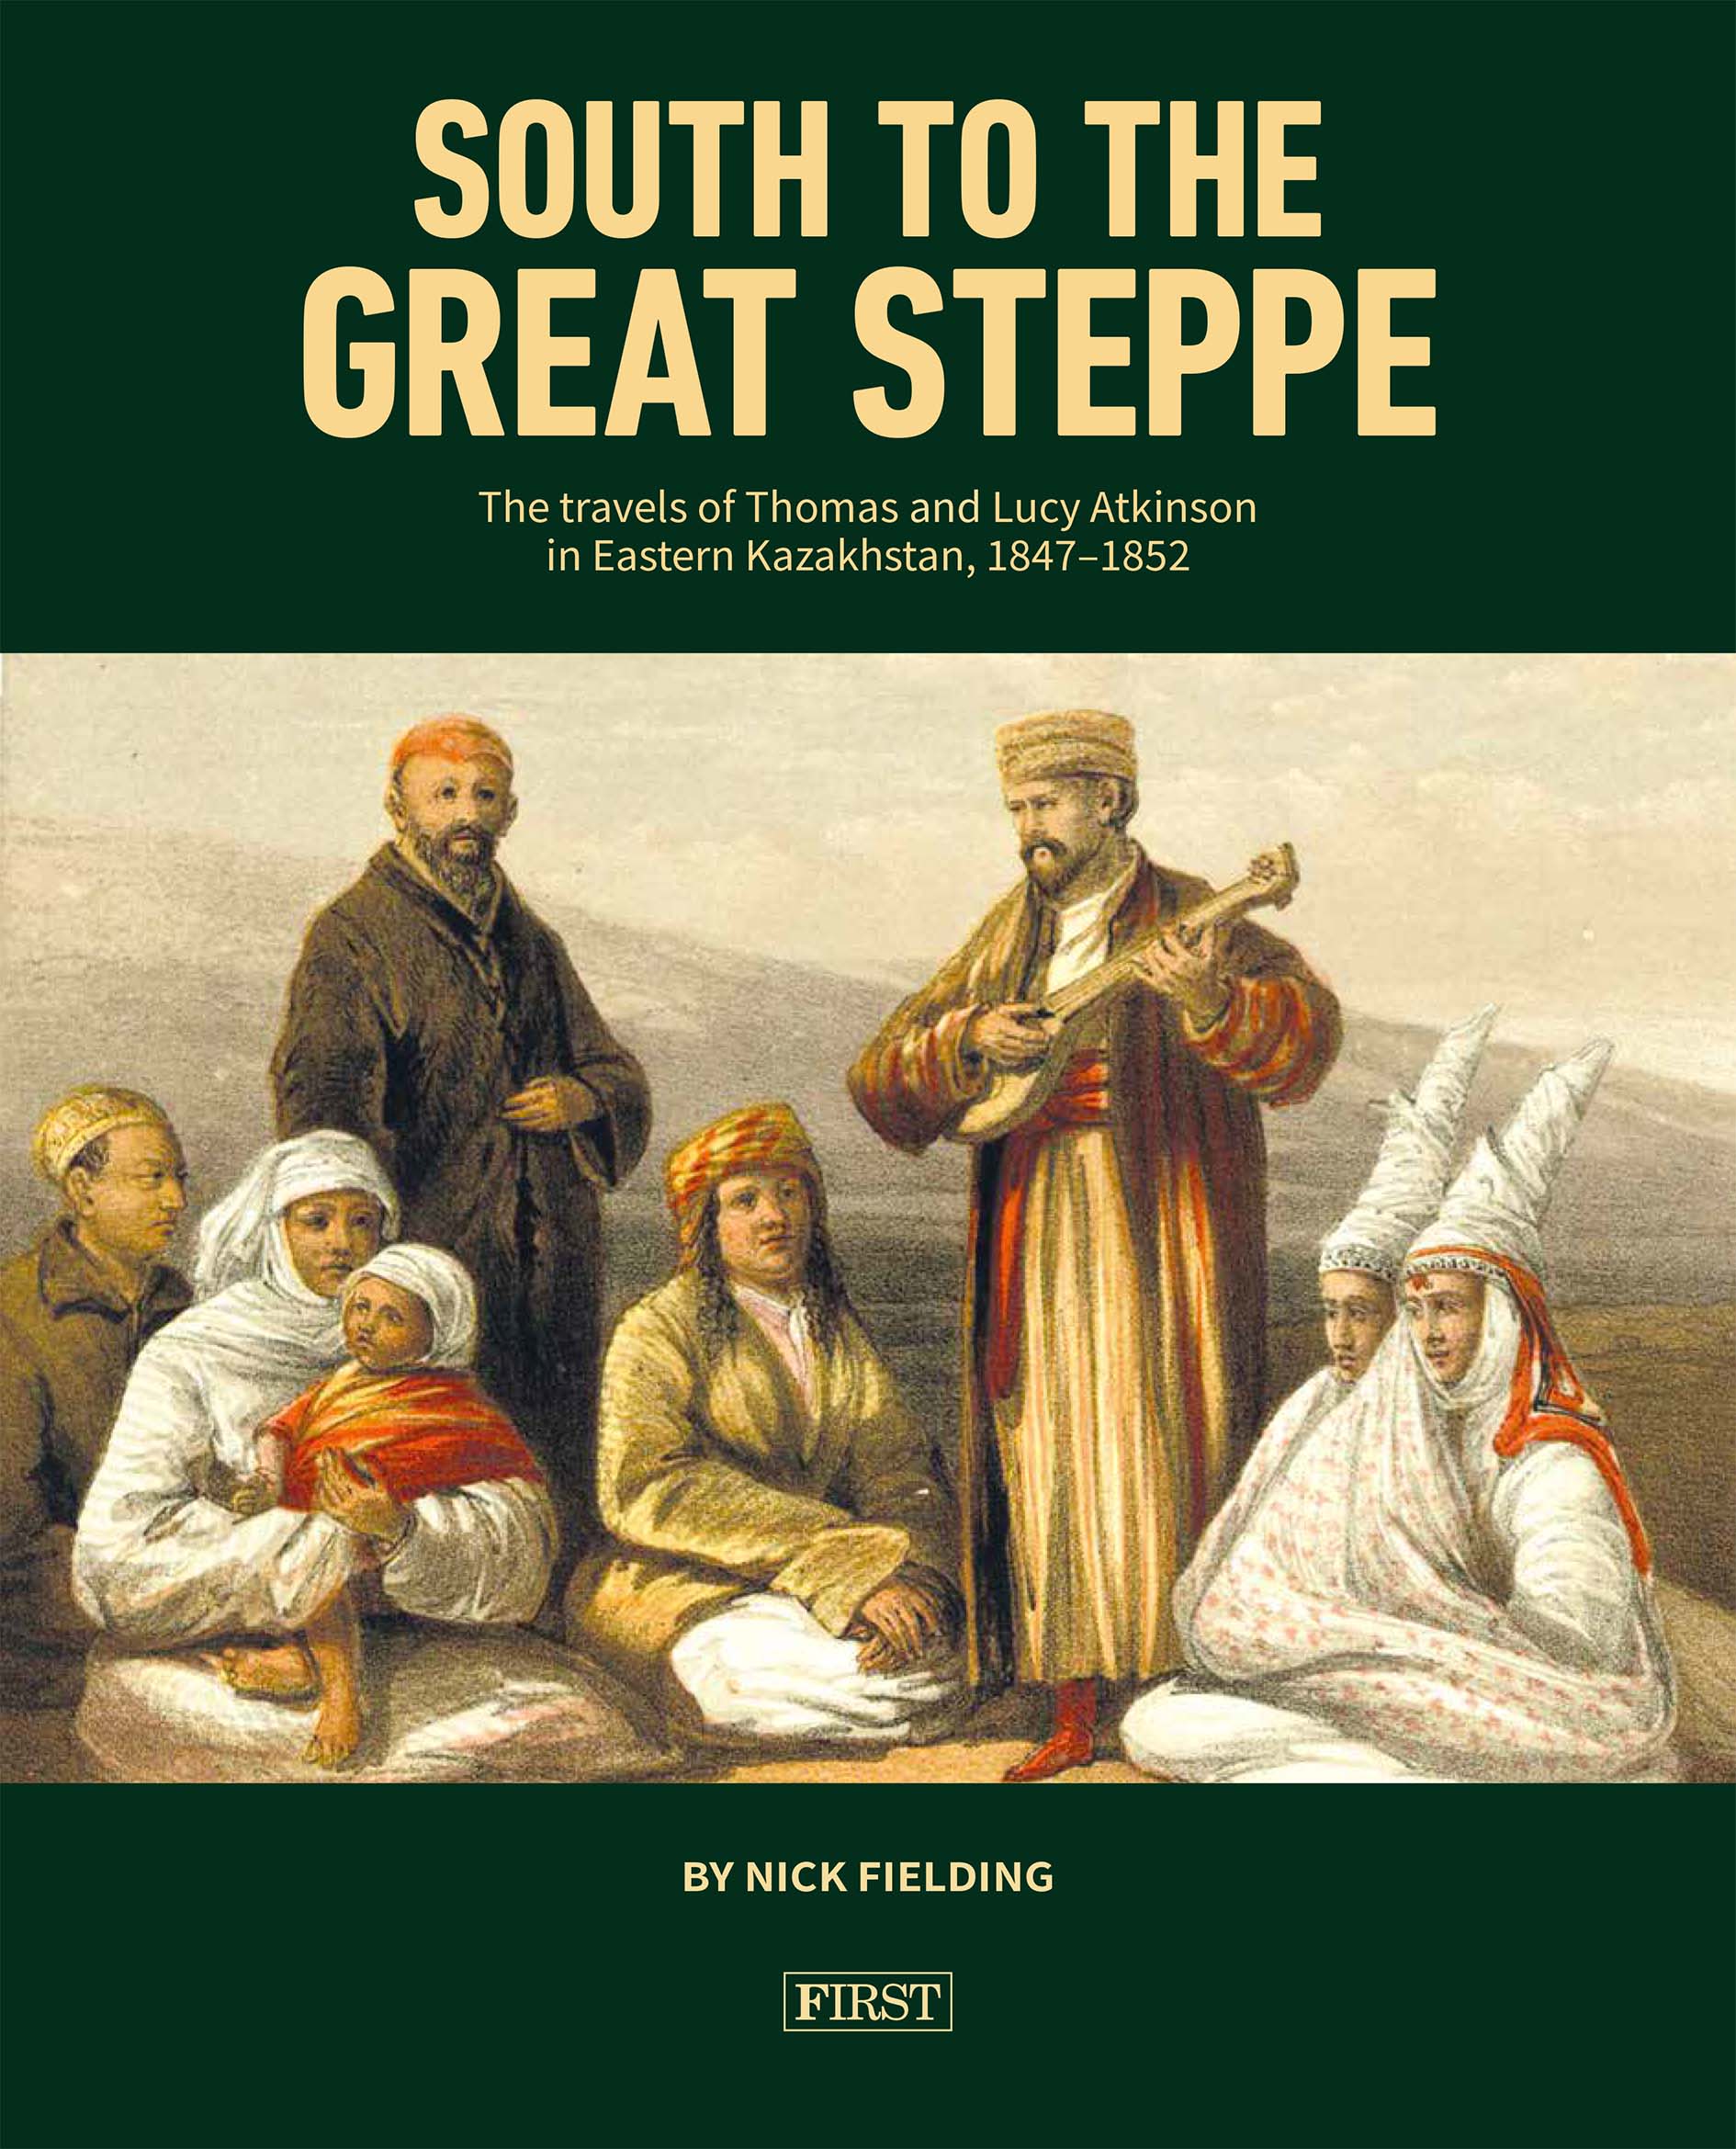 SOUTH TO THE
GREAT STEPPE
The travels of Thomas and Lucy Atkinson
in Eastern Kazakhstan, 1847–1852
BY NICK FIELDING
FIRST